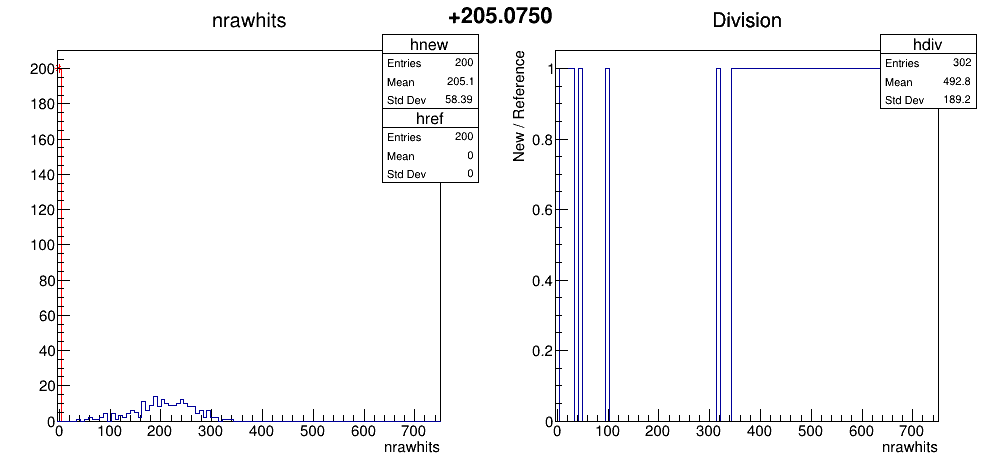 +205.0750
nrawhits
hnew
Entries 200
Mean 205.1
Std Dev 58.39
href
Entries 200
Mean 0
Std Dev 0
200
180
160
140
120
100
80
60
40
20
0
0 100 200 300 400 500 600 700
nrawhits
Division
hdiv
Entries 302
Mean 492.8
Std Dev 189.2
New / Reference
1
0.8
0.6
0.4
0.2
0
0 100 200 300 400 500 600 700
nrawhits